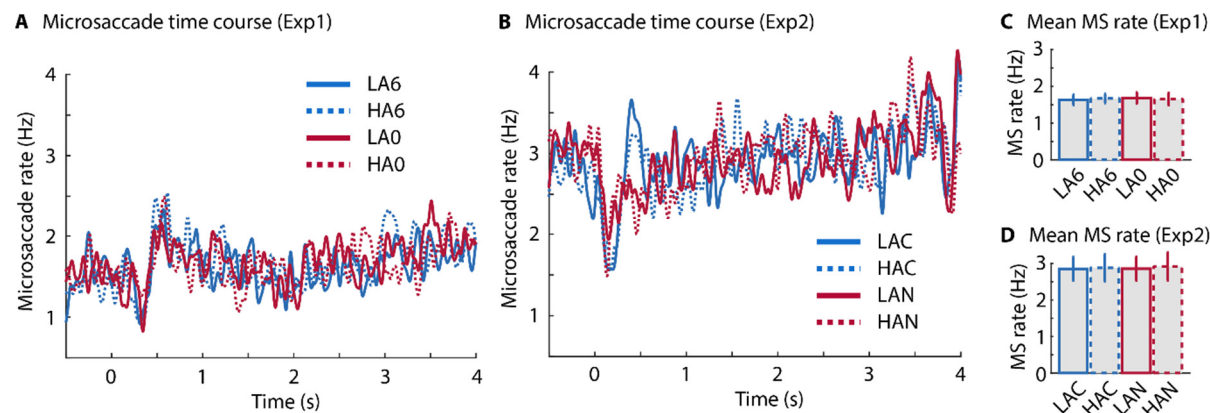 A Microsaccade time course (Exp1)
Microsaccade rate (Hz)
4
3
2
1
LA6
HA6
LA0
HA0
0 1 2 3 4
Time (s)
B Microsaccade time course (Exp2)
Microsaccade rate (Hz)
4
3
2
1
LAC
HAC
LAN
HAN
0 1 2 3 4
Time (s)
C Mean MS rate (Exp1)
MS rate (Hz)
3
2
1
0
LA6 HA6 LA0 HA0
D Mean MS rate (Exp2)
MS rate (Hz)
3
2
1
0
LAC HAC LAN HAN